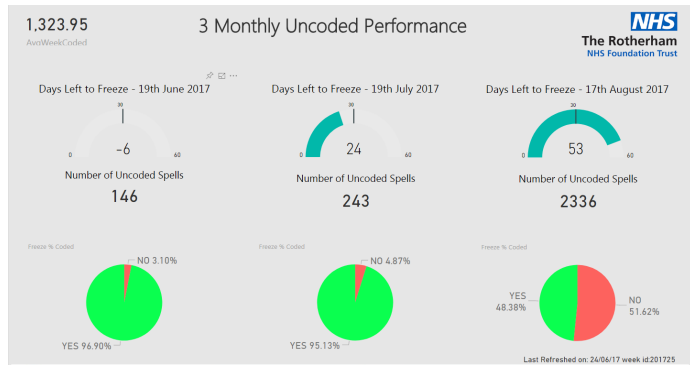 1,323.95
AvoWeekCoded
3 Monthly Uncoded Performance
NHS
The Rotherham
NHS Foundation Trust
Days Left to Freeze - 19th June 2017
30
0
-6
60
Number of Uncoded Spells
146
Days Left to Freeze - 19th July 2017
30
0
24
60
Number of Uncoded Spells
243
Days Left to Freeze - 17th August 2017
30
0
53
60
Number of Uncoded Spells
2336
Freeze % Coded
NO 3.10%
YES 96.90%
Freeze % Coded
NO 4.87%
YES 95.13%
Freeze % Coded
YES
48.38%
NO
51.62%
Last Refreshed on: 24/06/17 week id:201725